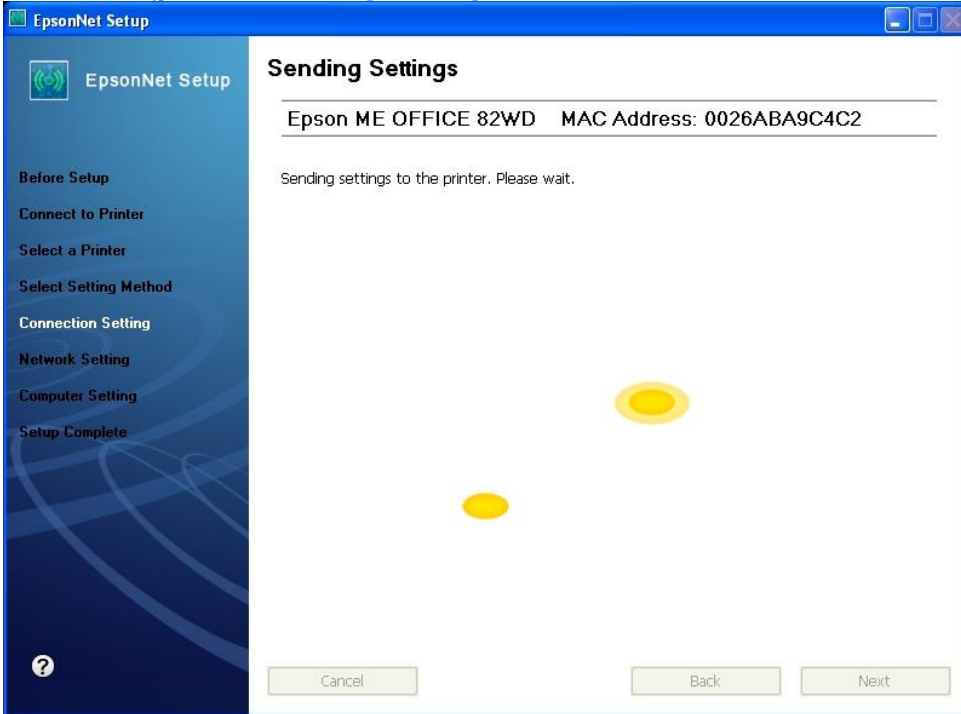 EpsonNet Setup
EpsonNet Setup
Sending Settings
Epson ME OFFICE 82WD MAC Address: 0026ABA9C4C2
Sending settings to the printer. Please wait.
Before Setup
Connect to Printer
Select a Printer
Select Setting Method
Connection Setting
Network Setting
Computer Setting
Setup Complete
?
Cancel
Back
Next